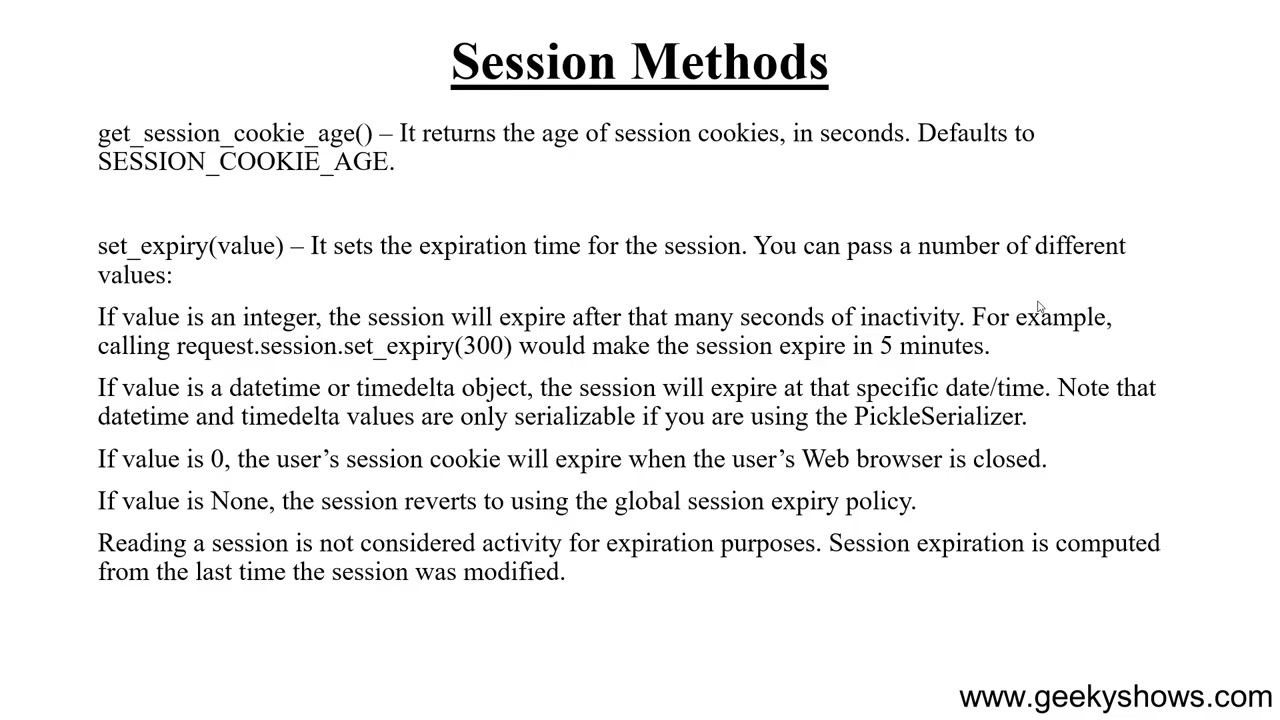 Session Methods
get_session_cookie_age() – It returns the age of session cookies, in seconds. Defaults to
SESSION_COOKIE_AGE.
set_expiry(value) – It sets the expiration time for the session. You can pass a number of different
values:
If value is an integer, the session will expire after that many seconds of inactivity. For example,
calling request.session.set_expiry(300) would make the session expire in 5 minutes.
If value is a datetime or timedelta object, the session will expire at that specific date/time. Note that
datetime and timedelta values are only serializable if you are using the PickleSerializer.
If value is 0, the user’s session cookie will expire when the user’s Web browser is closed.
If value is None, the session reverts to using the global session expiry policy.
Reading a session is not considered activity for expiration purposes. Session expiration is computed
from the last time the session was modified.
www.geekyshows.com